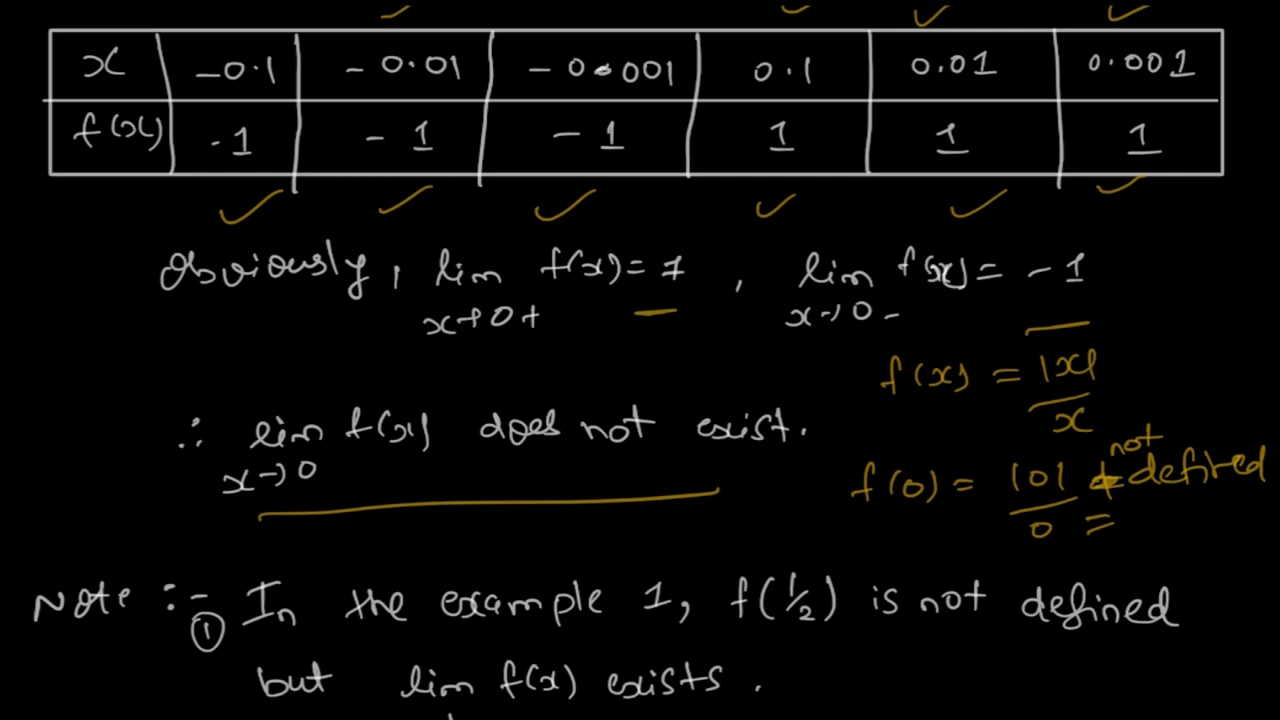 x | -0.1 | -0.01 | -0.001 | 0.1 | 0.01 | 0.001
f(x) | -1 | -1 | -1 | 1 | 1 | 1
Obviously, lim f(x) = 1 , lim f(x) = -1
x→0+ x→0-
f(x) = |x|
x
∴ lim f(x) does not exist.
x→0
not
f(0) = |0| defined
0 =
Note :- ① In the example 1, f(1/2) is not defined
but lim f(x) exists.